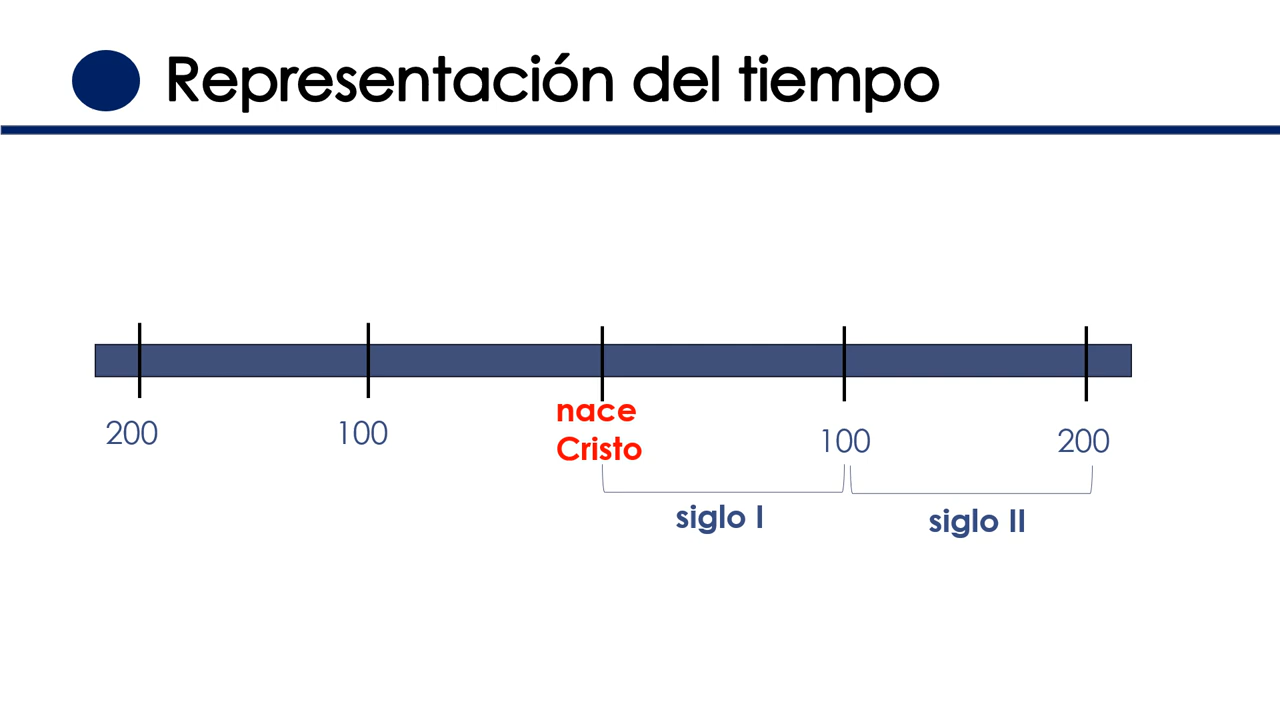 Representación del tiempo
200
100
nace
Cristo
100
200
siglo I
siglo II